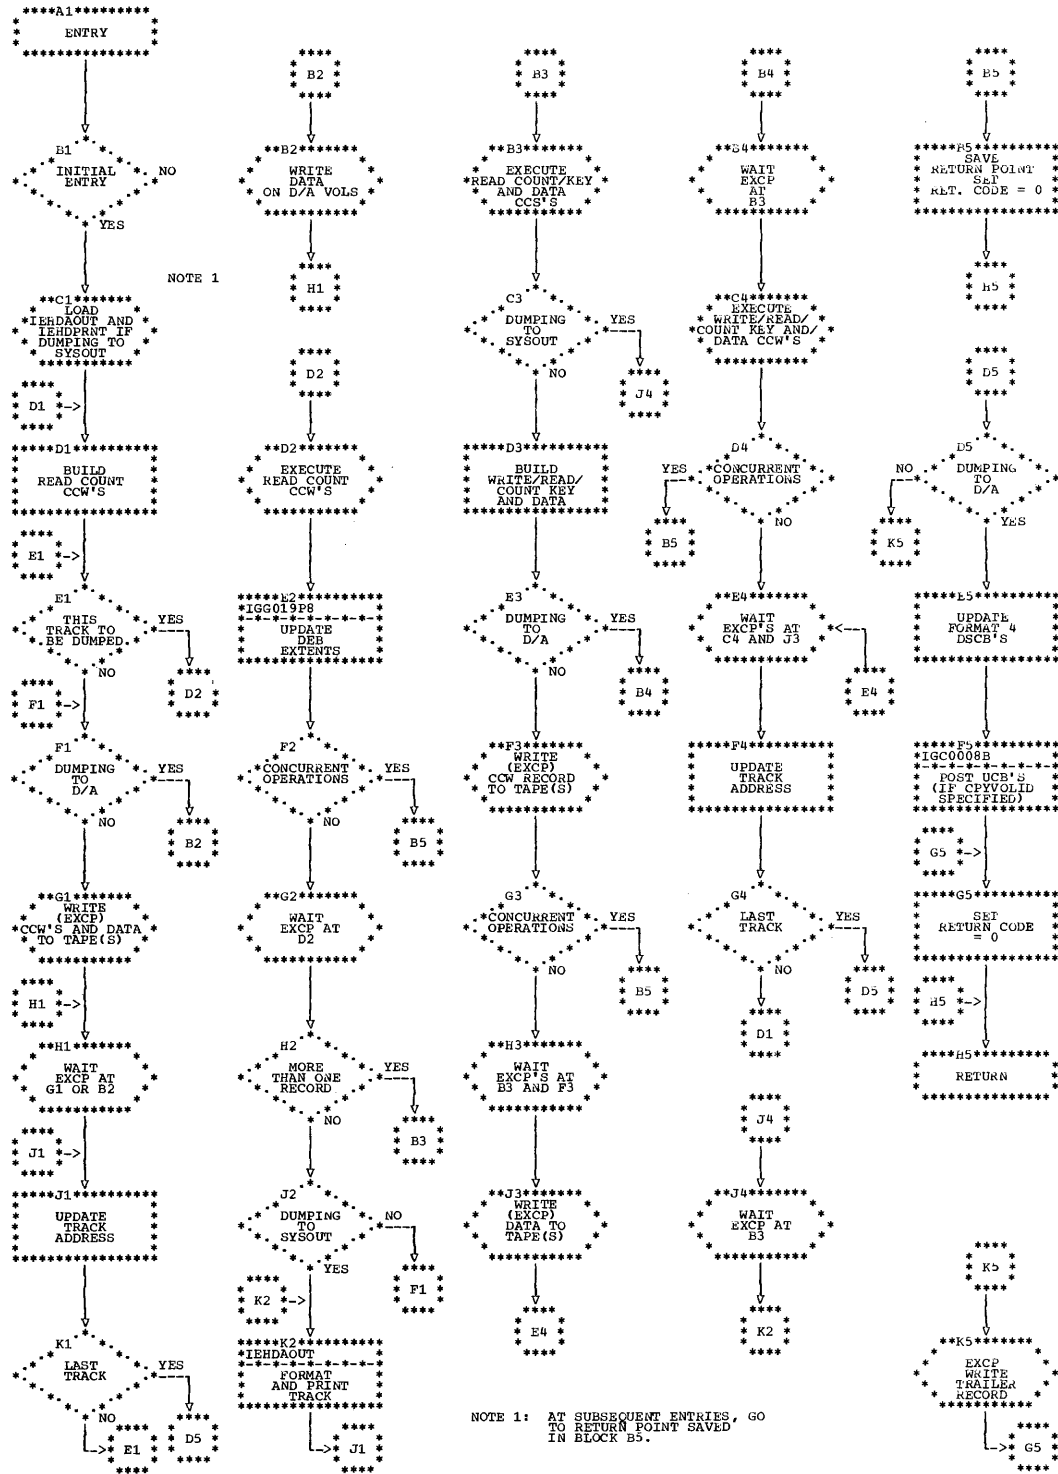 ****A1*********
ENTRY
B1
INITIAL
ENTRY
NO
YES
NOTE 1
**C1*******
LOAD
IEHDAOUT AND
IEHDPRNT IF
DUMPING TO
SYSOUT
D1
*****D1*********
BUILD
READ COUNT
CCW'S
E1
E1
THIS
TRACK TO
BE DUMPED
YES
NO
D2
F1
F1
DUMPING
TO
D/A
YES
NO
B2
**G1*******
WRITE
(EXCP)
CCW'S AND DATA
TO TAPE(S)
H1
**H1*******
WAIT
EXCP AT
G1 OR B2
J1
*****J1*********
UPDATE
TRACK
ADDRESS
K1
LAST
TRACK
YES
NO
E1
D5
B2
**B2*******
WRITE
DATA
ON D/A VOLS
H1
D2
**D2*******
EXECUTE
READ COUNT
CCW'S
*****E2*********
*IGG019P8
UPDATE
DEB
EXTENTS
F2
CONCURRENT
OPERATIONS
YES
NO
B5
**G2*******
WAIT
EXCP AT
D2
H2
MORE
THAN ONE
RECORD
YES
NO
B3
J2
DUMPING
TO
SYSOUT
NO
YES
F1
K2
*****K2*********
*IEHDAOUT
FORMAT
AND PRINT
TRACK
J1
B3
**B3*******
EXECUTE
READ COUNT/KEY
AND DATA
CCS'S
C3
DUMPING
TO
SYSOUT
YES
NO
J4
*****D3*********
BUILD
WRITE/READ/
COUNT KEY
AND DATA
E3
DUMPING
TO
D/A
YES
NO
B4
**F3*******
WRITE
(EXCP)
CCW RECORD
TO TAPE(S)
G3
CONCURRENT
OPERATIONS
YES
NO
B5
**H3*******
WAIT
EXCP'S AT
B3 AND F3
**J3*******
WRITE
(EXCP)
DATA TO
TAPE(S)
E4
B4
**B4*******
WAIT
EXCP
AT
B3
**C4*******
EXECUTE
WRITE/READ/
COUNT KEY AND/
DATA CCW'S
D4
CONCURRENT
OPERATIONS
YES
NO
B5
**E4*******
WAIT
EXCP'S AT
C4 AND J3
E4
*****F4*********
UPDATE
TRACK
ADDRESS
G4
LAST
TRACK
YES
NO
D5
D1
J4
**J4*******
WAIT
EXCP AT
B3
K2
B5
*****B5*********
SAVE
RETURN POINT
SET
RET. CODE = 0
H5
D5
D5
DUMPING
TO
D/A
NO
YES
K5
*****E5*********
UPDATE
FORMAT 4
DSCB'S
*****F5*********
*IGC0008B
POST UCB'S
(IF CPYVOLID
SPECIFIED)
G5
*****G5*********
SET
RETURN CODE
= 0
H5
*****H5*********
RETURN
K5
**K5*******
EXCP
WRITE
TRAILER
RECORD
G5
NOTE 1: AT SUBSEQUENT ENTRIES, GO
TO RETURN POINT SAVED
IN BLOCK B5.